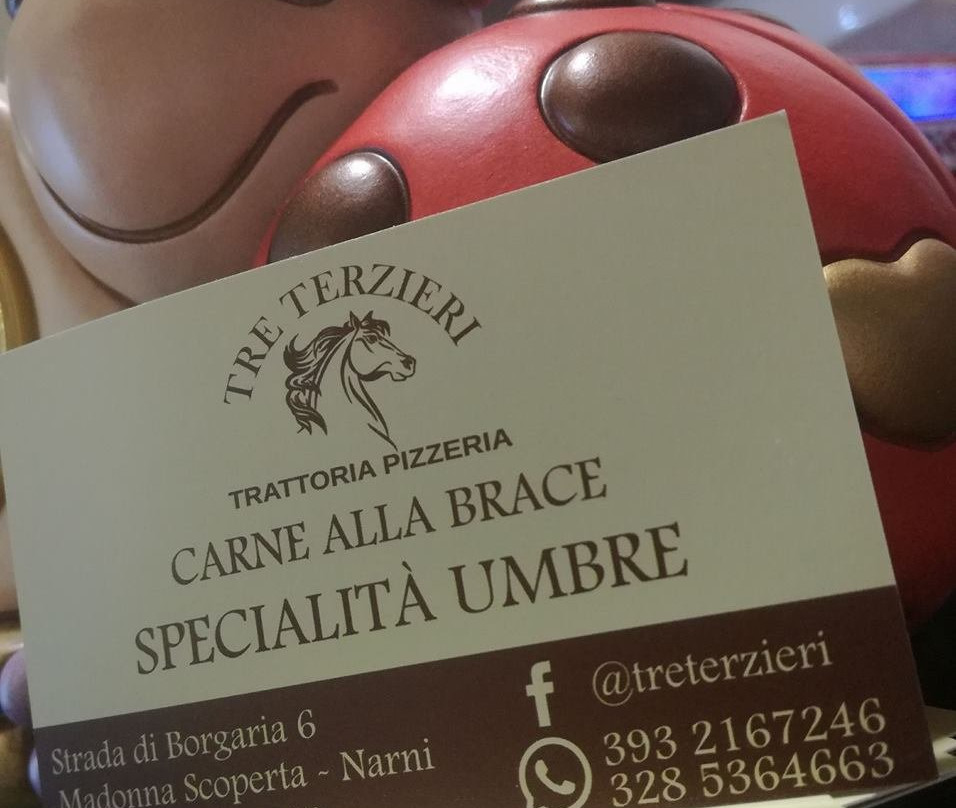 TRE TERZIERI
TRATTORIA PIZZERIA
CARNE ALLA BRACE
SPECIALITÀ UMBRE
Strada di Borgaria 6
Madonna Scoperta ~ Narni
@treterzieri
393 2167246
328 5364663